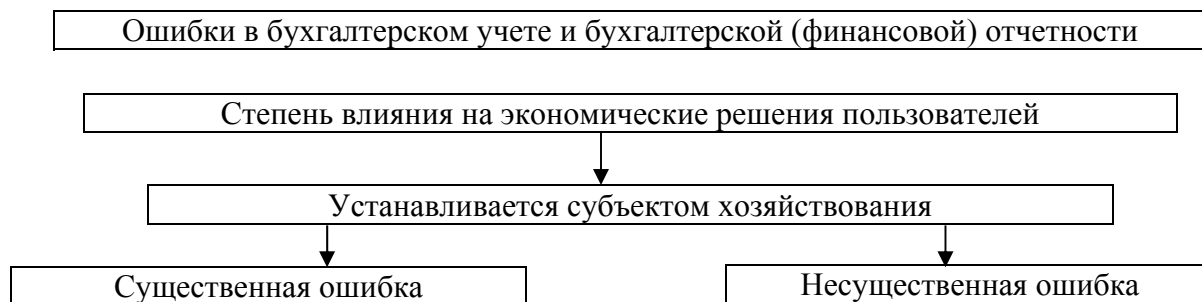 Ошибки в бухгалтерском учете и бухгалтерской (финансовой) отчетности
Степень влияния на экономические решения пользователей
Устанавливается субъектом хозяйствования
Существенная ошибка
Несущественная ошибка